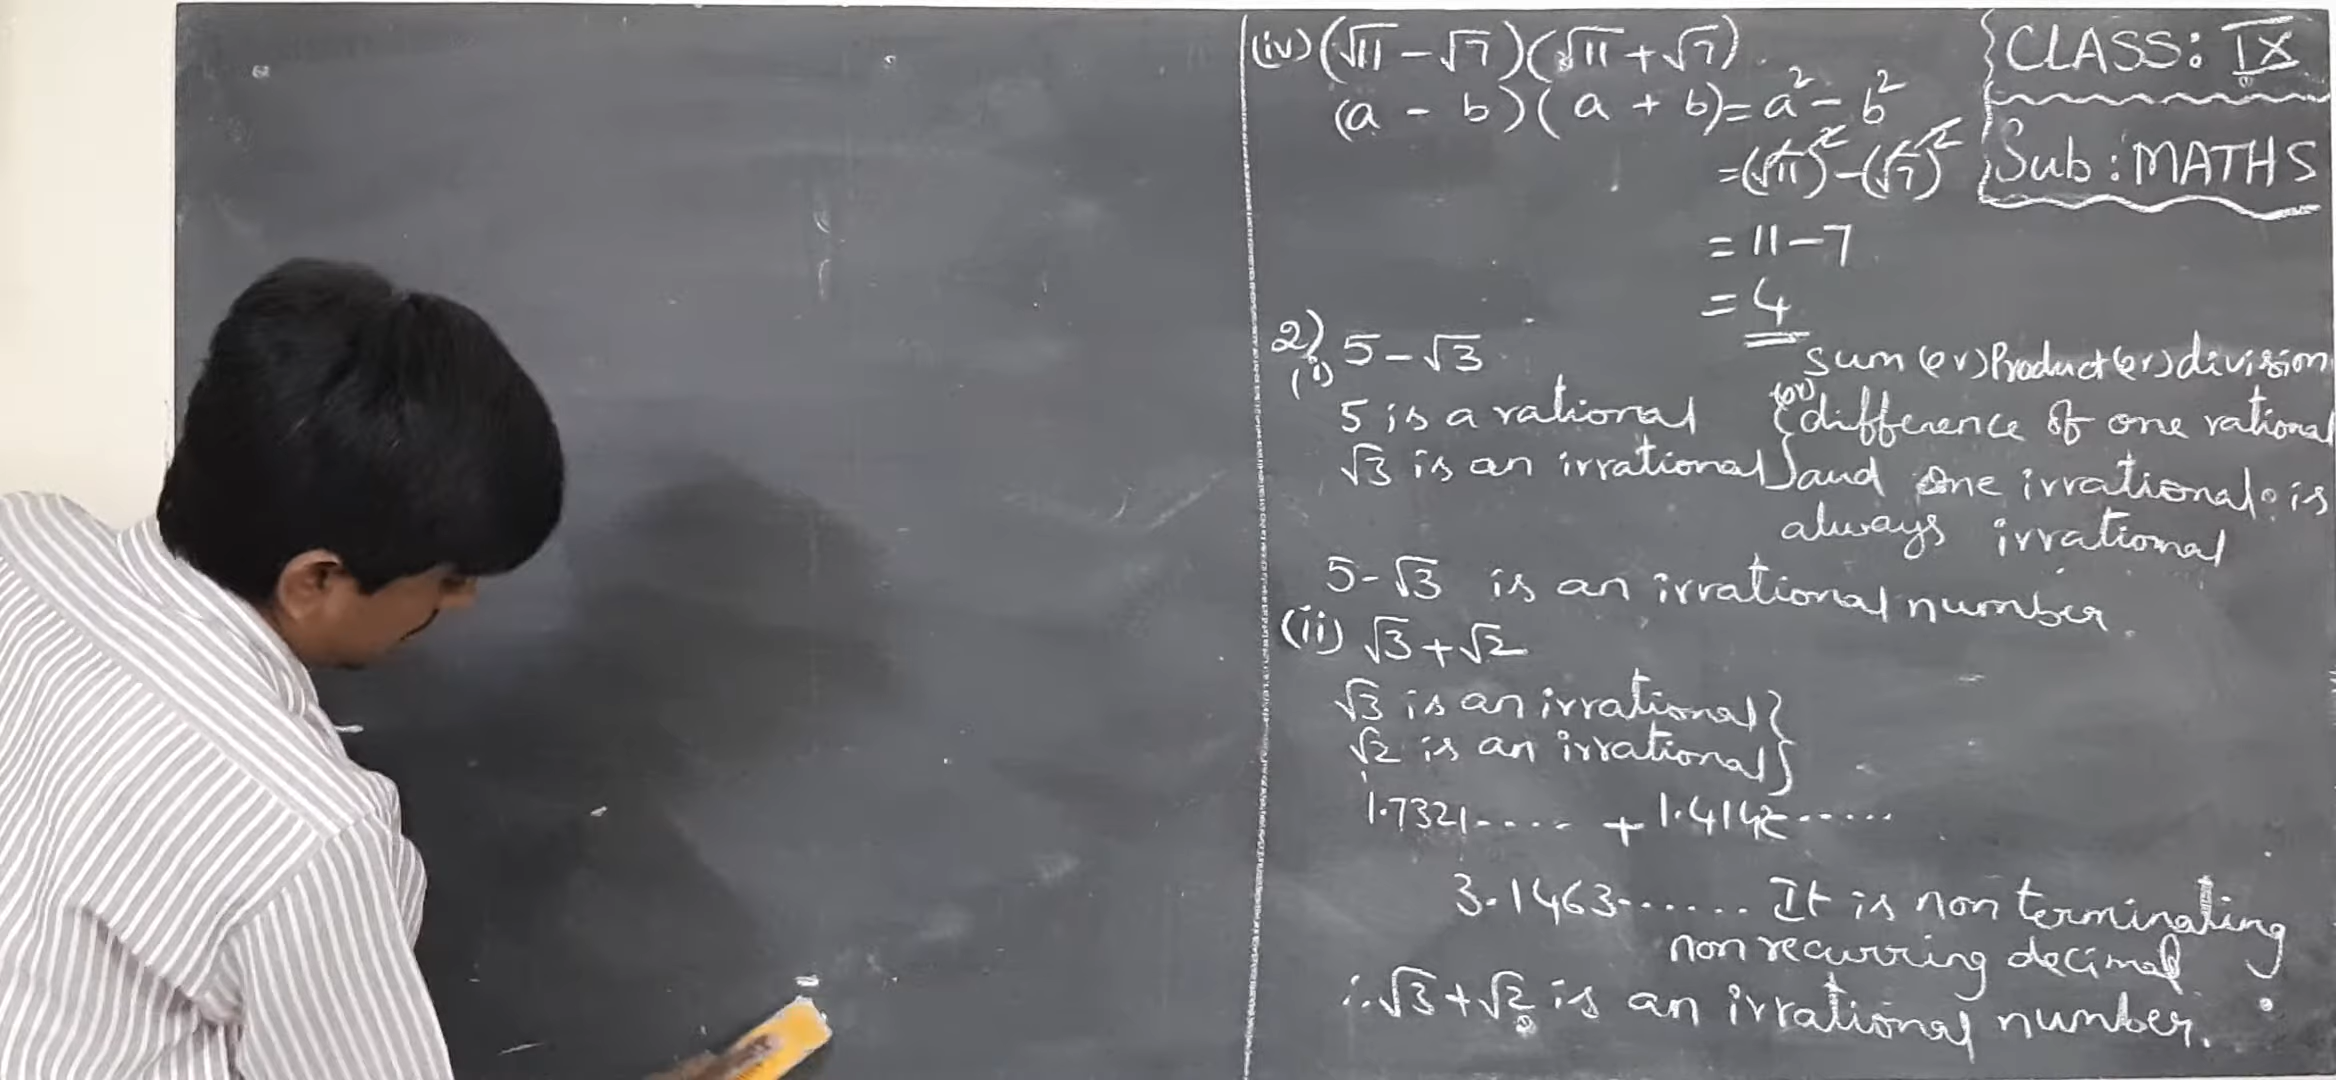 (iv) (√11 - √7)(√11 + √7)
(a - b)(a + b) = a² - b²
= (√11)² - (√7)²
= 11 - 7
= 4
CLASS: IX
Sub: MATHS
2)
(i) 5 - √3
5 is a rational
√3 is an irrational
sum (or) Product (or) division
(or) difference of one rational
and one irrational is
always irrational
5 - √3 is an irrational number.
(ii) √3 + √2
√3 is an irrational
√2 is an irrational
1.7321.... + 1.4142......
3.1463...... It is non terminating
non recurring decimal
∴ √3 + √2 is an irrational number.